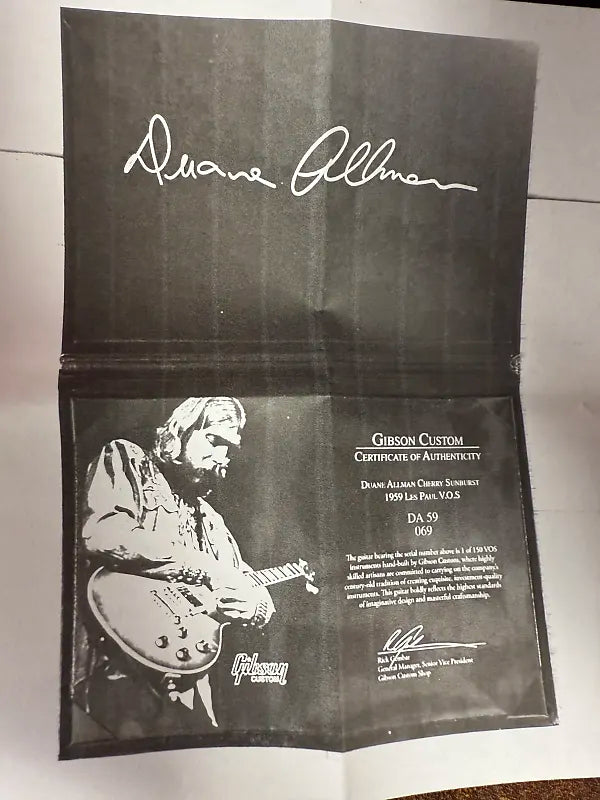 Duane Allman
GIBSON CUSTOM
CERTIFICATE OF AUTHENTICITY
DUANE ALLMAN CHERRY SUNBURST
1959 LES PAUL V.O.S
DA 59
069
The guitar bearing the serial number above is 1 of 150 VOS
instruments hand-built by Gibson Custom, where highly
skilled artisans are committed to carrying on the company's
century-old tradition of creating exquisite, investment-quality
instruments. This guitar boldly reflects the highest standards
of imaginative design and masterful craftsmanship.
Rick Gembar
General Manager, Senior Vice President
Gibson Custom Shop
Gibson
CUSTOM